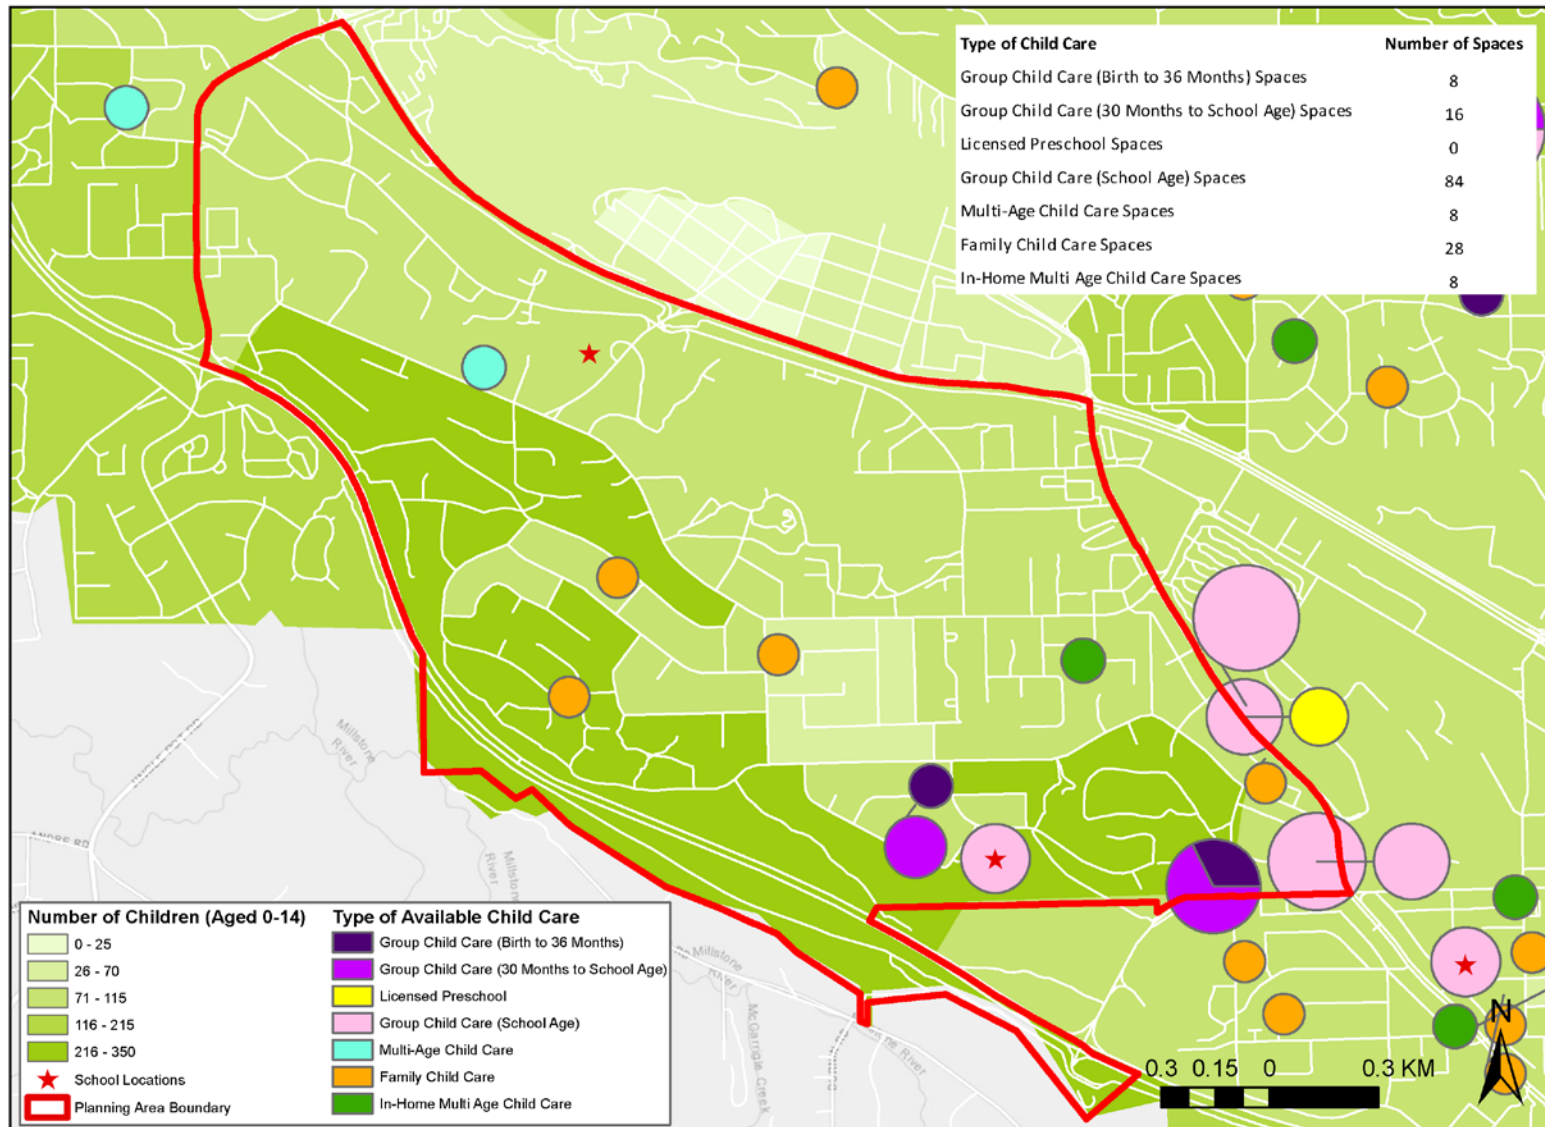 Type of Child Care Number of Spaces
Group Child Care (Birth to 36 Months) Spaces 8
Group Child Care (30 Months to School Age) Spaces 16
Licensed Preschool Spaces 0
Group Child Care (School Age) Spaces 84
Multi-Age Child Care Spaces 8
Family Child Care Spaces 28
In-Home Multi Age Child Care Spaces 8
Millstone
River
Millstone
River
Millstone
River
McGarrigle Creek
River
Number of Children (Aged 0-14)
0 - 25
26 - 70
71 - 115
116 - 215
216 - 350
School Locations
Planning Area Boundary
Type of Available Child Care
Group Child Care (Birth to 36 Months)
Group Child Care (30 Months to School Age)
Licensed Preschool
Group Child Care (School Age)
Multi-Age Child Care
Family Child Care
In-Home Multi Age Child Care
N
0.3 0.15 0 0.3 KM